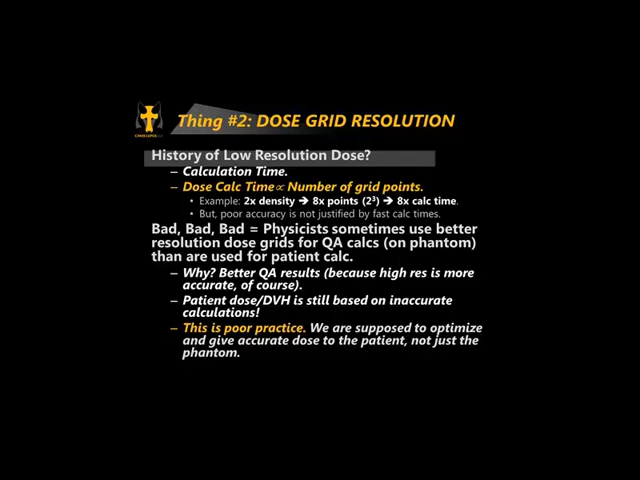 CANIS LUPUS LLC
Thing #2: DOSE GRID RESOLUTION
History of Low Resolution Dose?
– Calculation Time.
– Dose Calc Time ∝ Number of grid points.
• Example: 2x density ➔ 8x points (2³) ➔ 8x calc time.
• But, poor accuracy is not justified by fast calc times.
Bad, Bad, Bad = Physicists sometimes use better
resolution dose grids for QA calcs (on phantom)
than are used for patient calc.
– Why? Better QA results (because high res is more
accurate, of course).
– Patient dose/DVH is still based on inaccurate
calculations!
– This is poor practice. We are supposed to optimize
and give accurate dose to the patient, not just the
phantom.